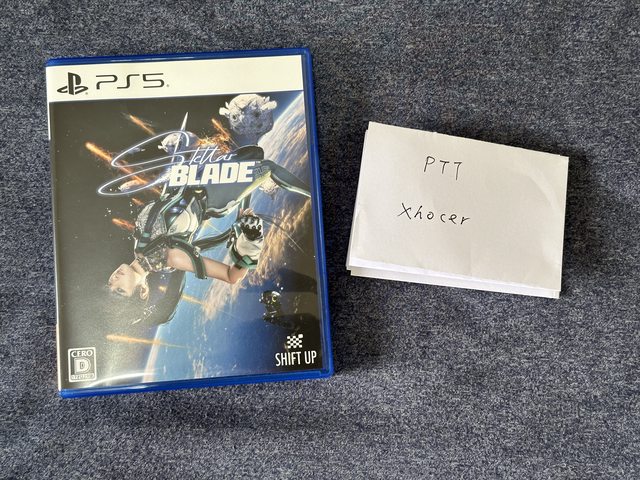 PS5
Stellar
BLADE
CERO
D
SHIFT UP
PTT
xhocer